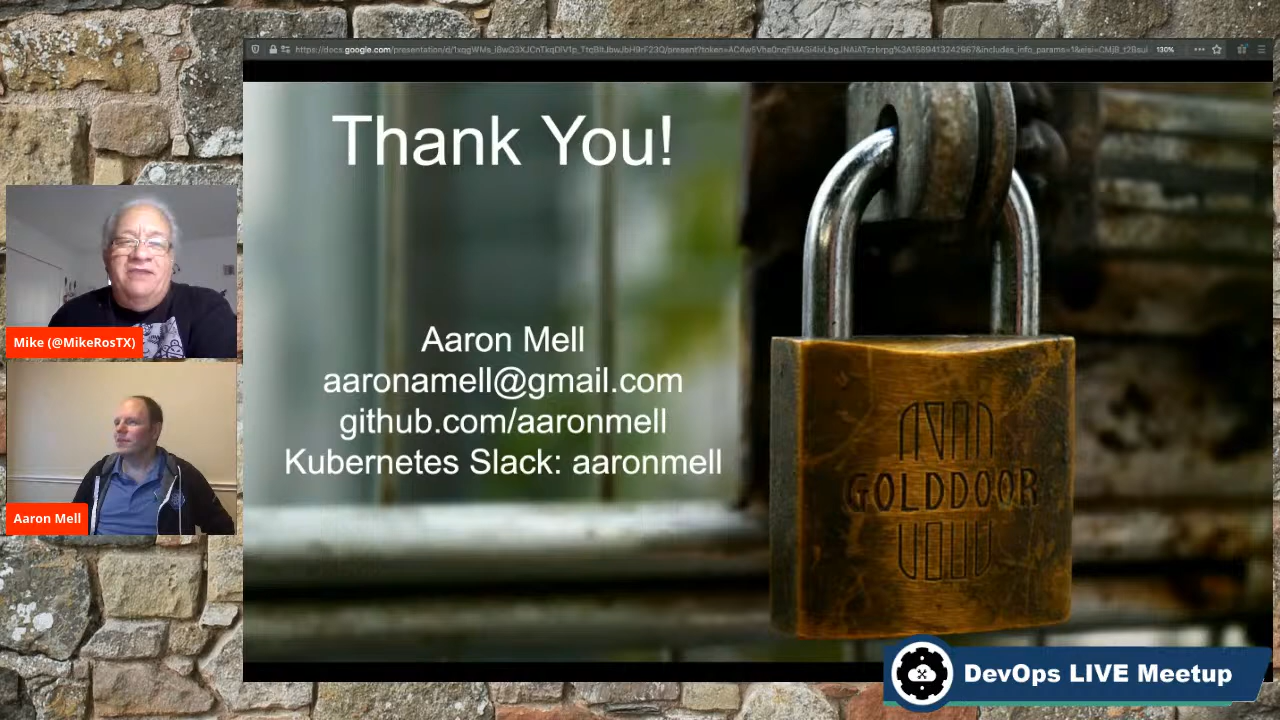 Thank You!
Aaron Mell
aaronamell@gmail.com
github.com/aaronmell
Kubernetes Slack: aaronmell
GOLDDOOR
Mike (@MikeRosTX)
Aaron Mell
DevOps LIVE Meetup
130%